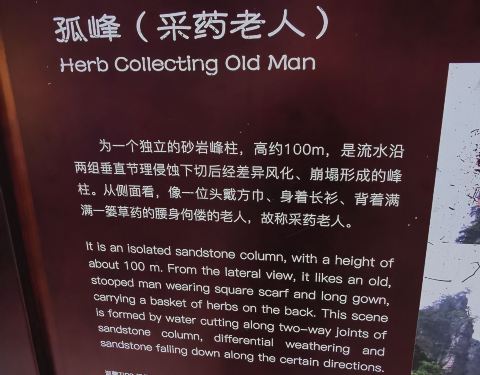 孤峰（采药老人）
Herb Collecting Old Man
为一个独立的砂岩峰柱，高约100m，是流水沿
两组垂直节理侵蚀下切后经差异风化、崩塌形成的峰
柱。从侧面看，像一位头戴方巾、身着长衫、背着满
满一篓草药的腰身佝偻的老人，故称采药老人。
It is an isolated sandstone column, with a height of
about 100 m. From the lateral view, it likes an old,
stooped man wearing square scarf and long gown,
carrying a basket of herbs on the back. This scene
is formed by water cutting along two-way joints of
sandstone column, differential weathering and
sandstone falling down along the certain directions.